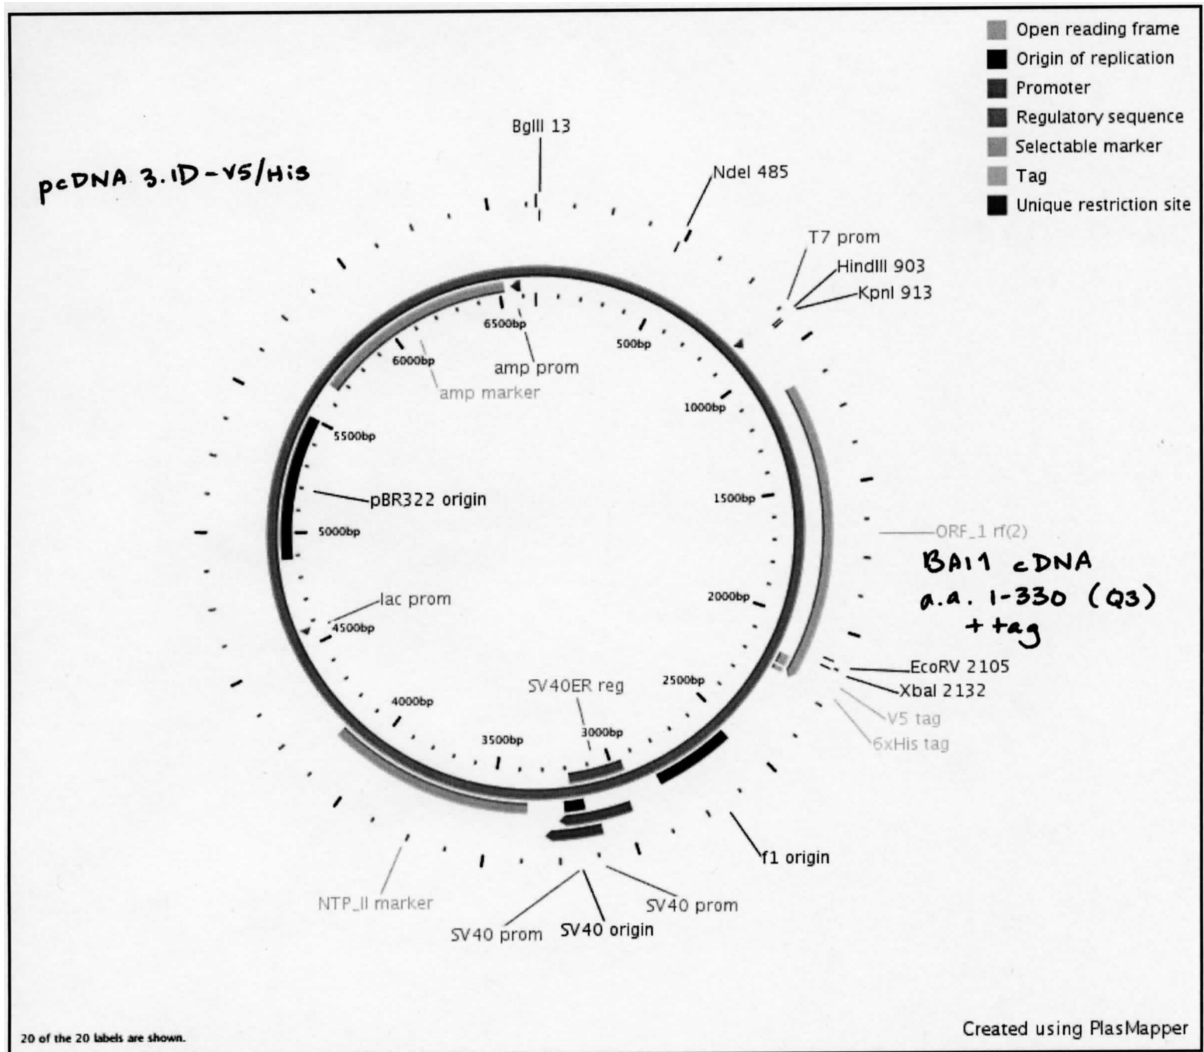 Open reading frame
Origin of replication
Promoter
Regulatory sequence
Selectable marker
Tag
Unique restriction site
pcDNA 3.1D-V5/His
BglII 13
NdeI 485
T7 prom
HindIII 903
KpnI 913
6500bp
500bp
6000bp
amp prom
amp marker
1000bp
5500bp
1500bp
pBR322 origin
5000bp
ORF_1 rf(2)
BAI1 cDNA
a.a. 1-330 (Q3)
+ tag
2000bp
lac prom
4500bp
EcoRV 2105
XbaI 2132
SV40ER reg
2500bp
V5 tag
6xHis tag
4000bp
3500bp
3000bp
f1 origin
NTP_II marker
SV40 prom
SV40 prom
SV40 origin
20 of the 20 labels are shown.
Created using PlasMapper